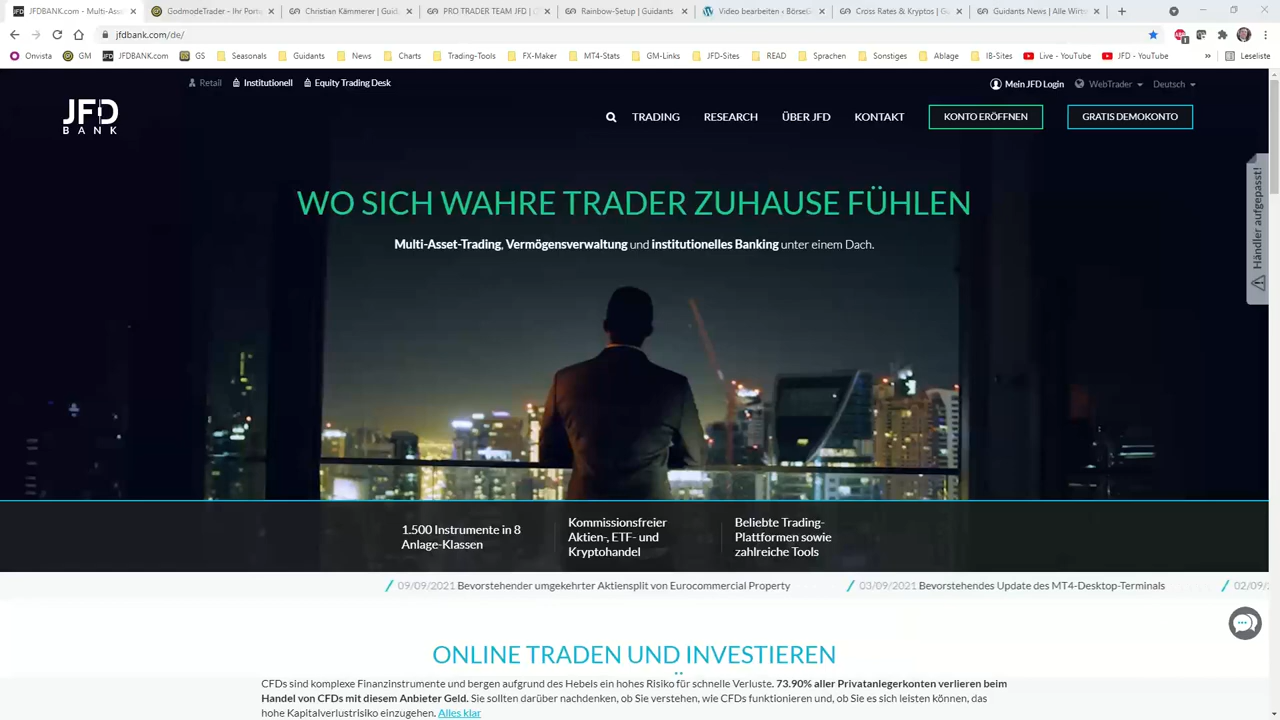 JFDBANK.com - Multi-Ass
GodmodeTrader - Ihr Port
Christian Kämmerer | Guid
PRO TRADER TEAM JFD |
Rainbow-Setup | Guidants
Video bearbeiten ‹ BörseG
Cross Rates & Kryptos | G
Guidants News | Alle Wirt
jfdbank.com/de/
Onvista GM JFDBANK.com GS Seasonals Guidants News Charts Trading-Tools FX-Maker MT4-Stats GM-Links JFD-Sites READ Sprachen Sonstiges Ablage IB-Sites Live - YouTube JFD - YouTube » Leseliste
Retail Institutionell Equity Trading Desk
Mein JFD Login WebTrader Deutsch
JFD
BANK
TRADING RESEARCH ÜBER JFD KONTAKT KONTO ERÖFFNEN GRATIS DEMOKONTO
Händler aufgepasst!
WO SICH WAHRE TRADER ZUHAUSE FÜHLEN
Multi-Asset-Trading, Vermögensverwaltung und institutionelles Banking unter einem Dach.
1.500 Instrumente in 8
Anlage-Klassen
Kommissionsfreier
Aktien-, ETF- und
Kryptohandel
Beliebte Trading-
Plattformen sowie
zahlreiche Tools
09/09/2021 Bevorstehender umgekehrter Aktiensplit von Eurocommercial Property
03/09/2021 Bevorstehendes Update des MT4-Desktop-Terminals
02/09/2
ONLINE TRADEN UND INVESTIEREN
CFDs sind komplexe Finanzinstrumente und bergen aufgrund des Hebels ein hohes Risiko für schnelle Verluste. 73.90% aller Privatanlegerkonten verlieren beim
Handel von CFDs mit diesem Anbieter Geld. Sie sollten darüber nachdenken, ob Sie verstehen, wie CFDs funktionieren und, ob Sie es sich leisten können, das
hohe Kapitalverlustrisiko einzugehen. Alles klar